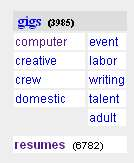 gigs (3985)
computer event
creative labor
crew writing
domestic talent
adult
resumes (6782)